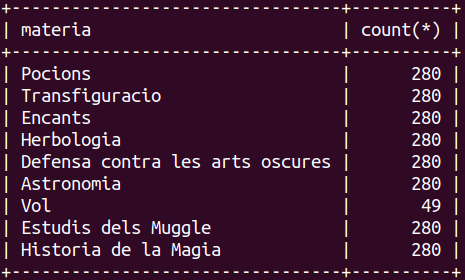 +--------------------------------+----------+
| materia                        | count(*) |
+--------------------------------+----------+
| Pocions                        |      280 |
| Transfiguracio                 |      280 |
| Encants                        |      280 |
| Herbologia                     |      280 |
| Defensa contra les arts oscures |      280 |
| Astronomia                     |      280 |
| Vol                            |       49 |
| Estudis dels Muggle            |      280 |
| Historia de la Magia           |      280 |
+--------------------------------+----------+